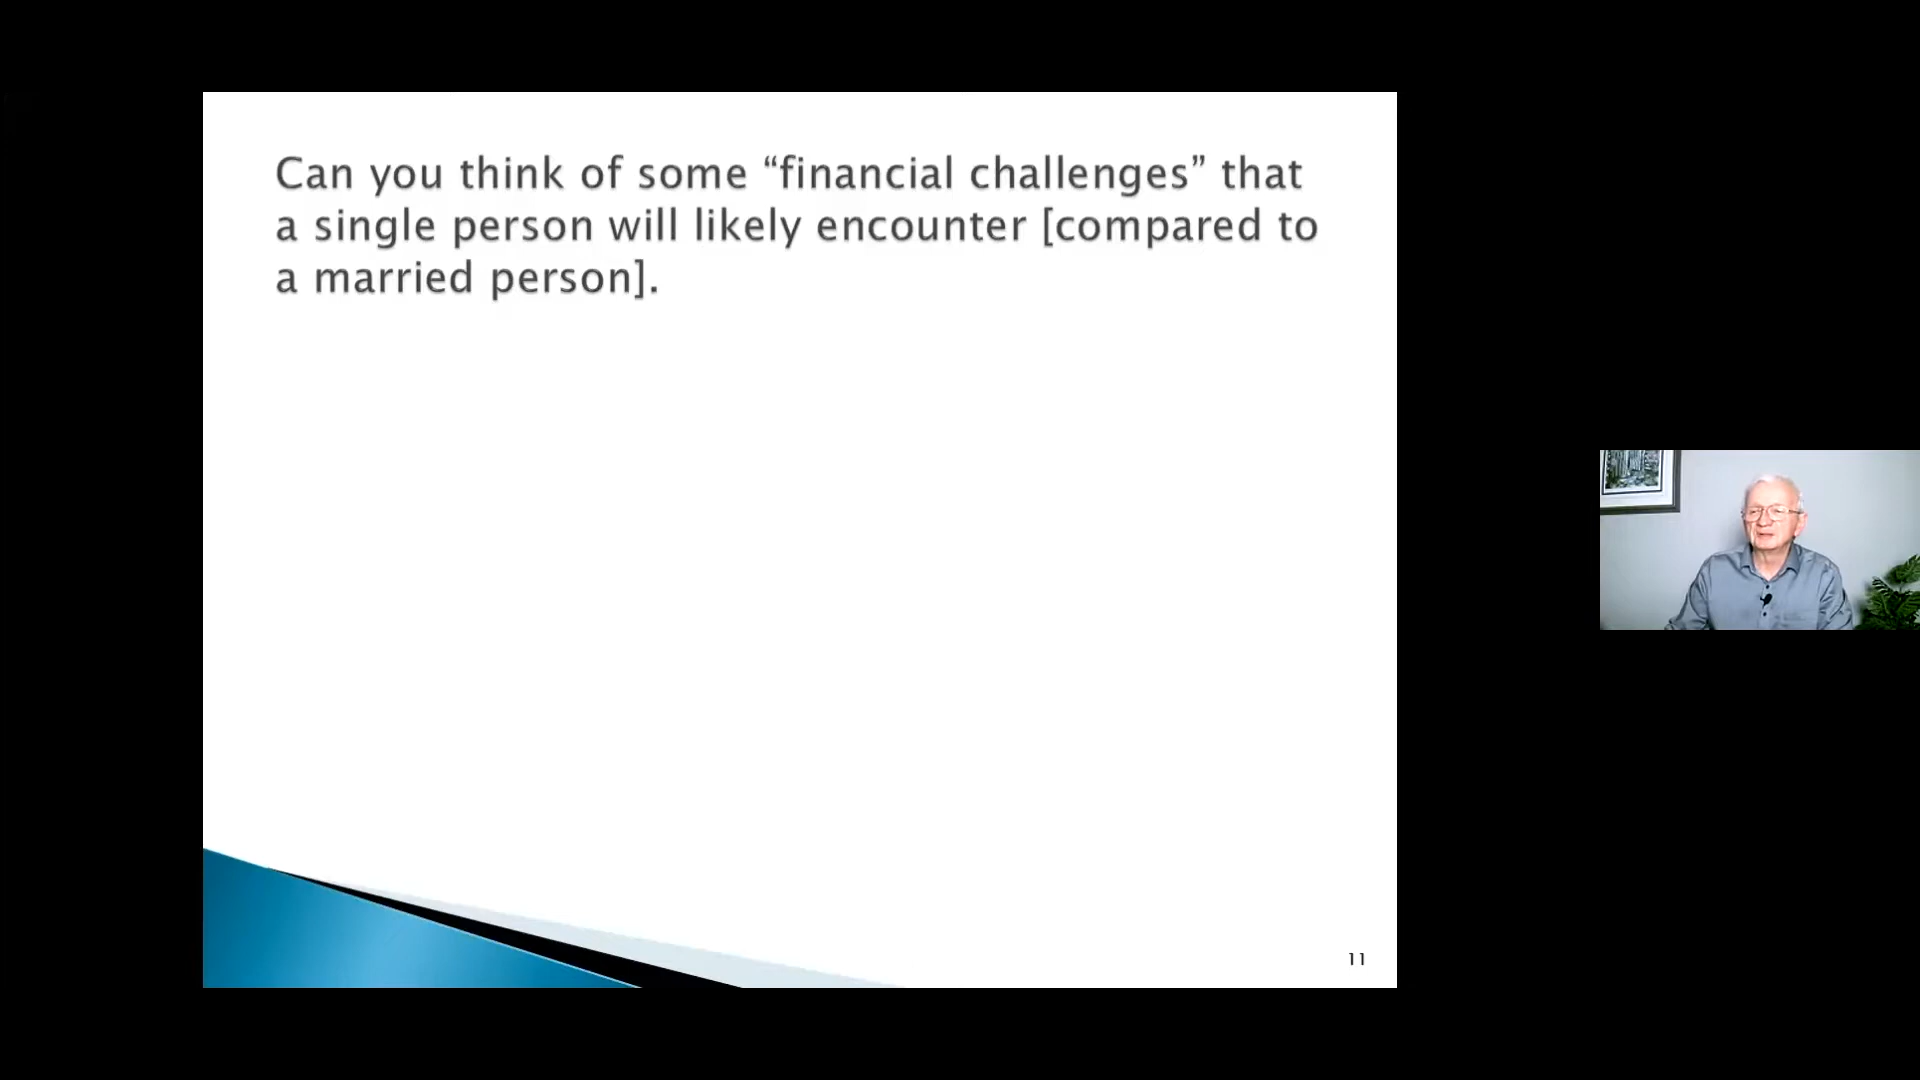 Can you think of some “financial challenges” that
a single person will likely encounter [compared to
a married person].
11